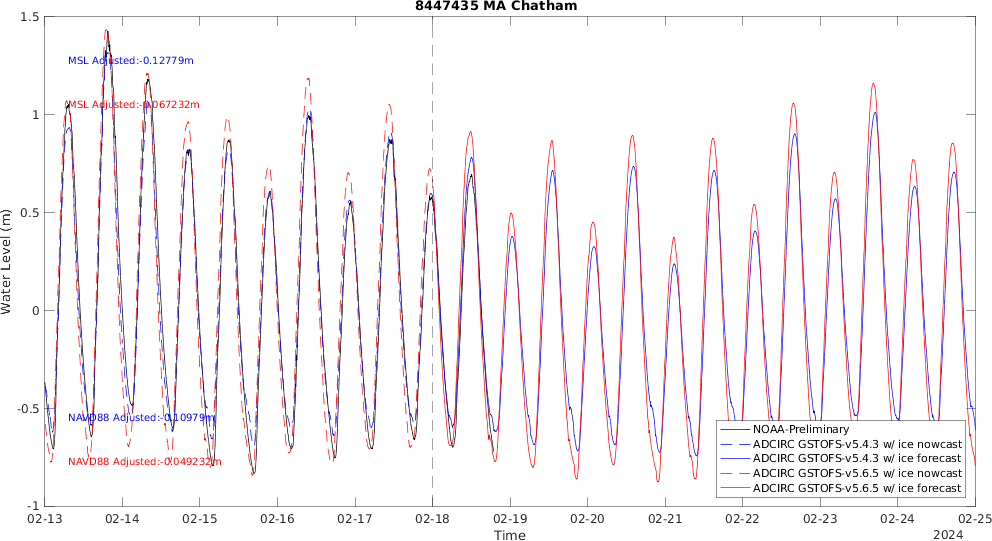 8447435 MA Chatham
Water Level (m)
1.5
1
0.5
0
-0.5
-1
MSL Adjusted:-0.12779m
MSL Adjusted:-0.067232m
NAVD88 Adjusted:-0.10979m
NAVD88 Adjusted:-0.049232m
NOAA-Preliminary
ADCIRC GSTOFS-v5.4.3 w/ ice nowcast
ADCIRC GSTOFS-v5.4.3 w/ ice forecast
ADCIRC GSTOFS-v5.6.5 w/ ice nowcast
ADCIRC GSTOFS-v5.6.5 w/ ice forecast
02-13 02-14 02-15 02-16 02-17 02-18 02-19 02-20 02-21 02-22 02-23 02-24 02-25
Time
2024